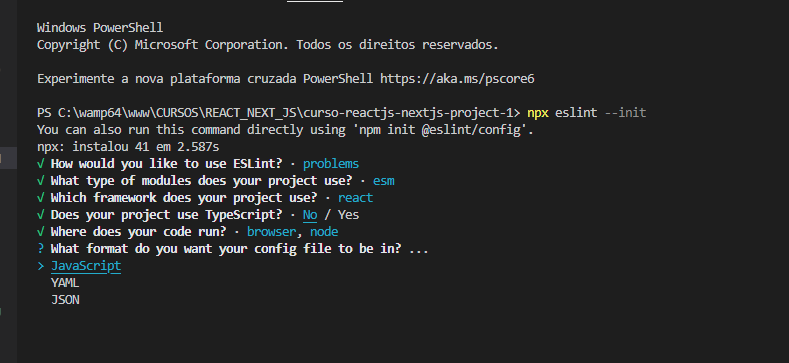 Windows PowerShell
Copyright (C) Microsoft Corporation. Todos os direitos reservados.
Experimente a nova plataforma cruzada PowerShell https://aka.ms/pscore6
PS C:\wamp64\www\CURSOS\REACT_NEXT_JS\curso-reactjs-nextjs-project-1> npx eslint --init
You can also run this command directly using 'npm init @eslint/config'.
npx: instalou 41 em 2.587s
√ How would you like to use ESLint? · problems
√ What type of modules does your project use? · esm
√ Which framework does your project use? · react
√ Does your project use TypeScript? · No / Yes
√ Where does your code run? · browser, node
? What format do you want your config file to be in? ...
> JavaScript
YAML
JSON